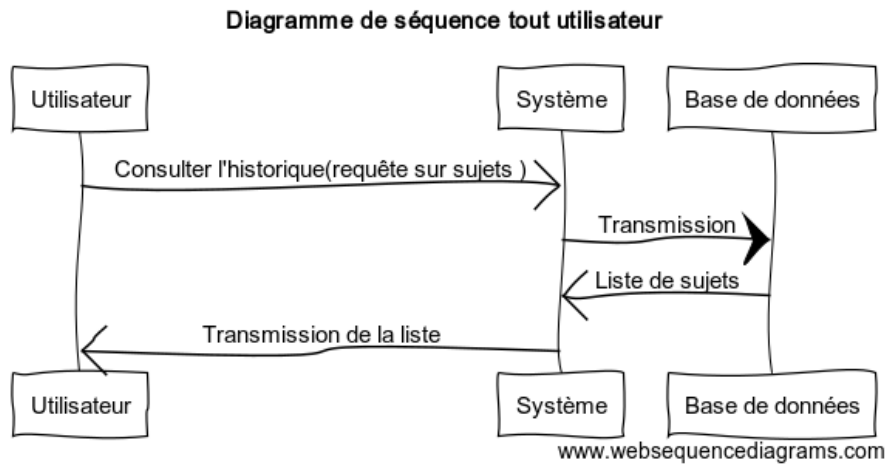 Diagramme de séquence tout utilisateur
Utilisateur
Système
Base de données
Consulter l'historique(requête sur sujets )
Transmission
Liste de sujets
Transmission de la liste
Utilisateur
Système
Base de données
www.websequencediagrams.com